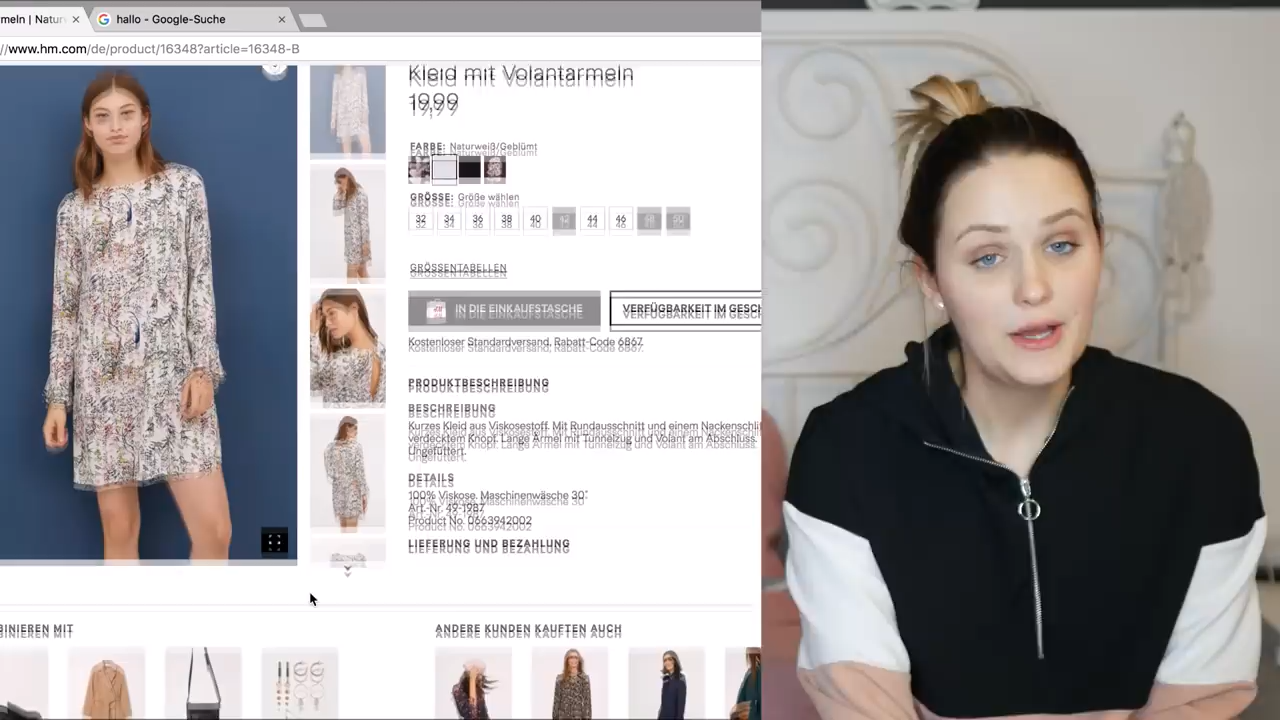 meln | Natur
hallo - Google-Suche
//www.hm.com/de/product/16348?article=16348-B
Kleid mit Volantärmeln
19,99
FARBE: Naturweiß/Geblümt
GRÖSSE: Größe wählen
32 34 36 38 40 42 44 46 48 50
GRÖSSENTABELLEN
IN DIE EINKAUFSTASCHE
VERFÜGBARKEIT IM GESCH
Kostenloser Standardversand, Rabatt-Code 6867.
PRODUKTBESCHREIBUNG
BESCHREIBUNG
Kurzes Kleid aus Viskosestoff. Mit Rundausschnitt und einem Nackenschli
verdecktem Knopf. Lange Ärmel mit Tunnelzug und Volant am Abschluss.
Ungefüttert.
DETAILS
100% Viskose. Maschinenwäsche 30°
Art.-Nr. 49-1987
Product No. 0663942002
LIEFERUNG UND BEZAHLUNG
BINIEREN MIT
ANDERE KUNDEN KAUFTEN AUCH